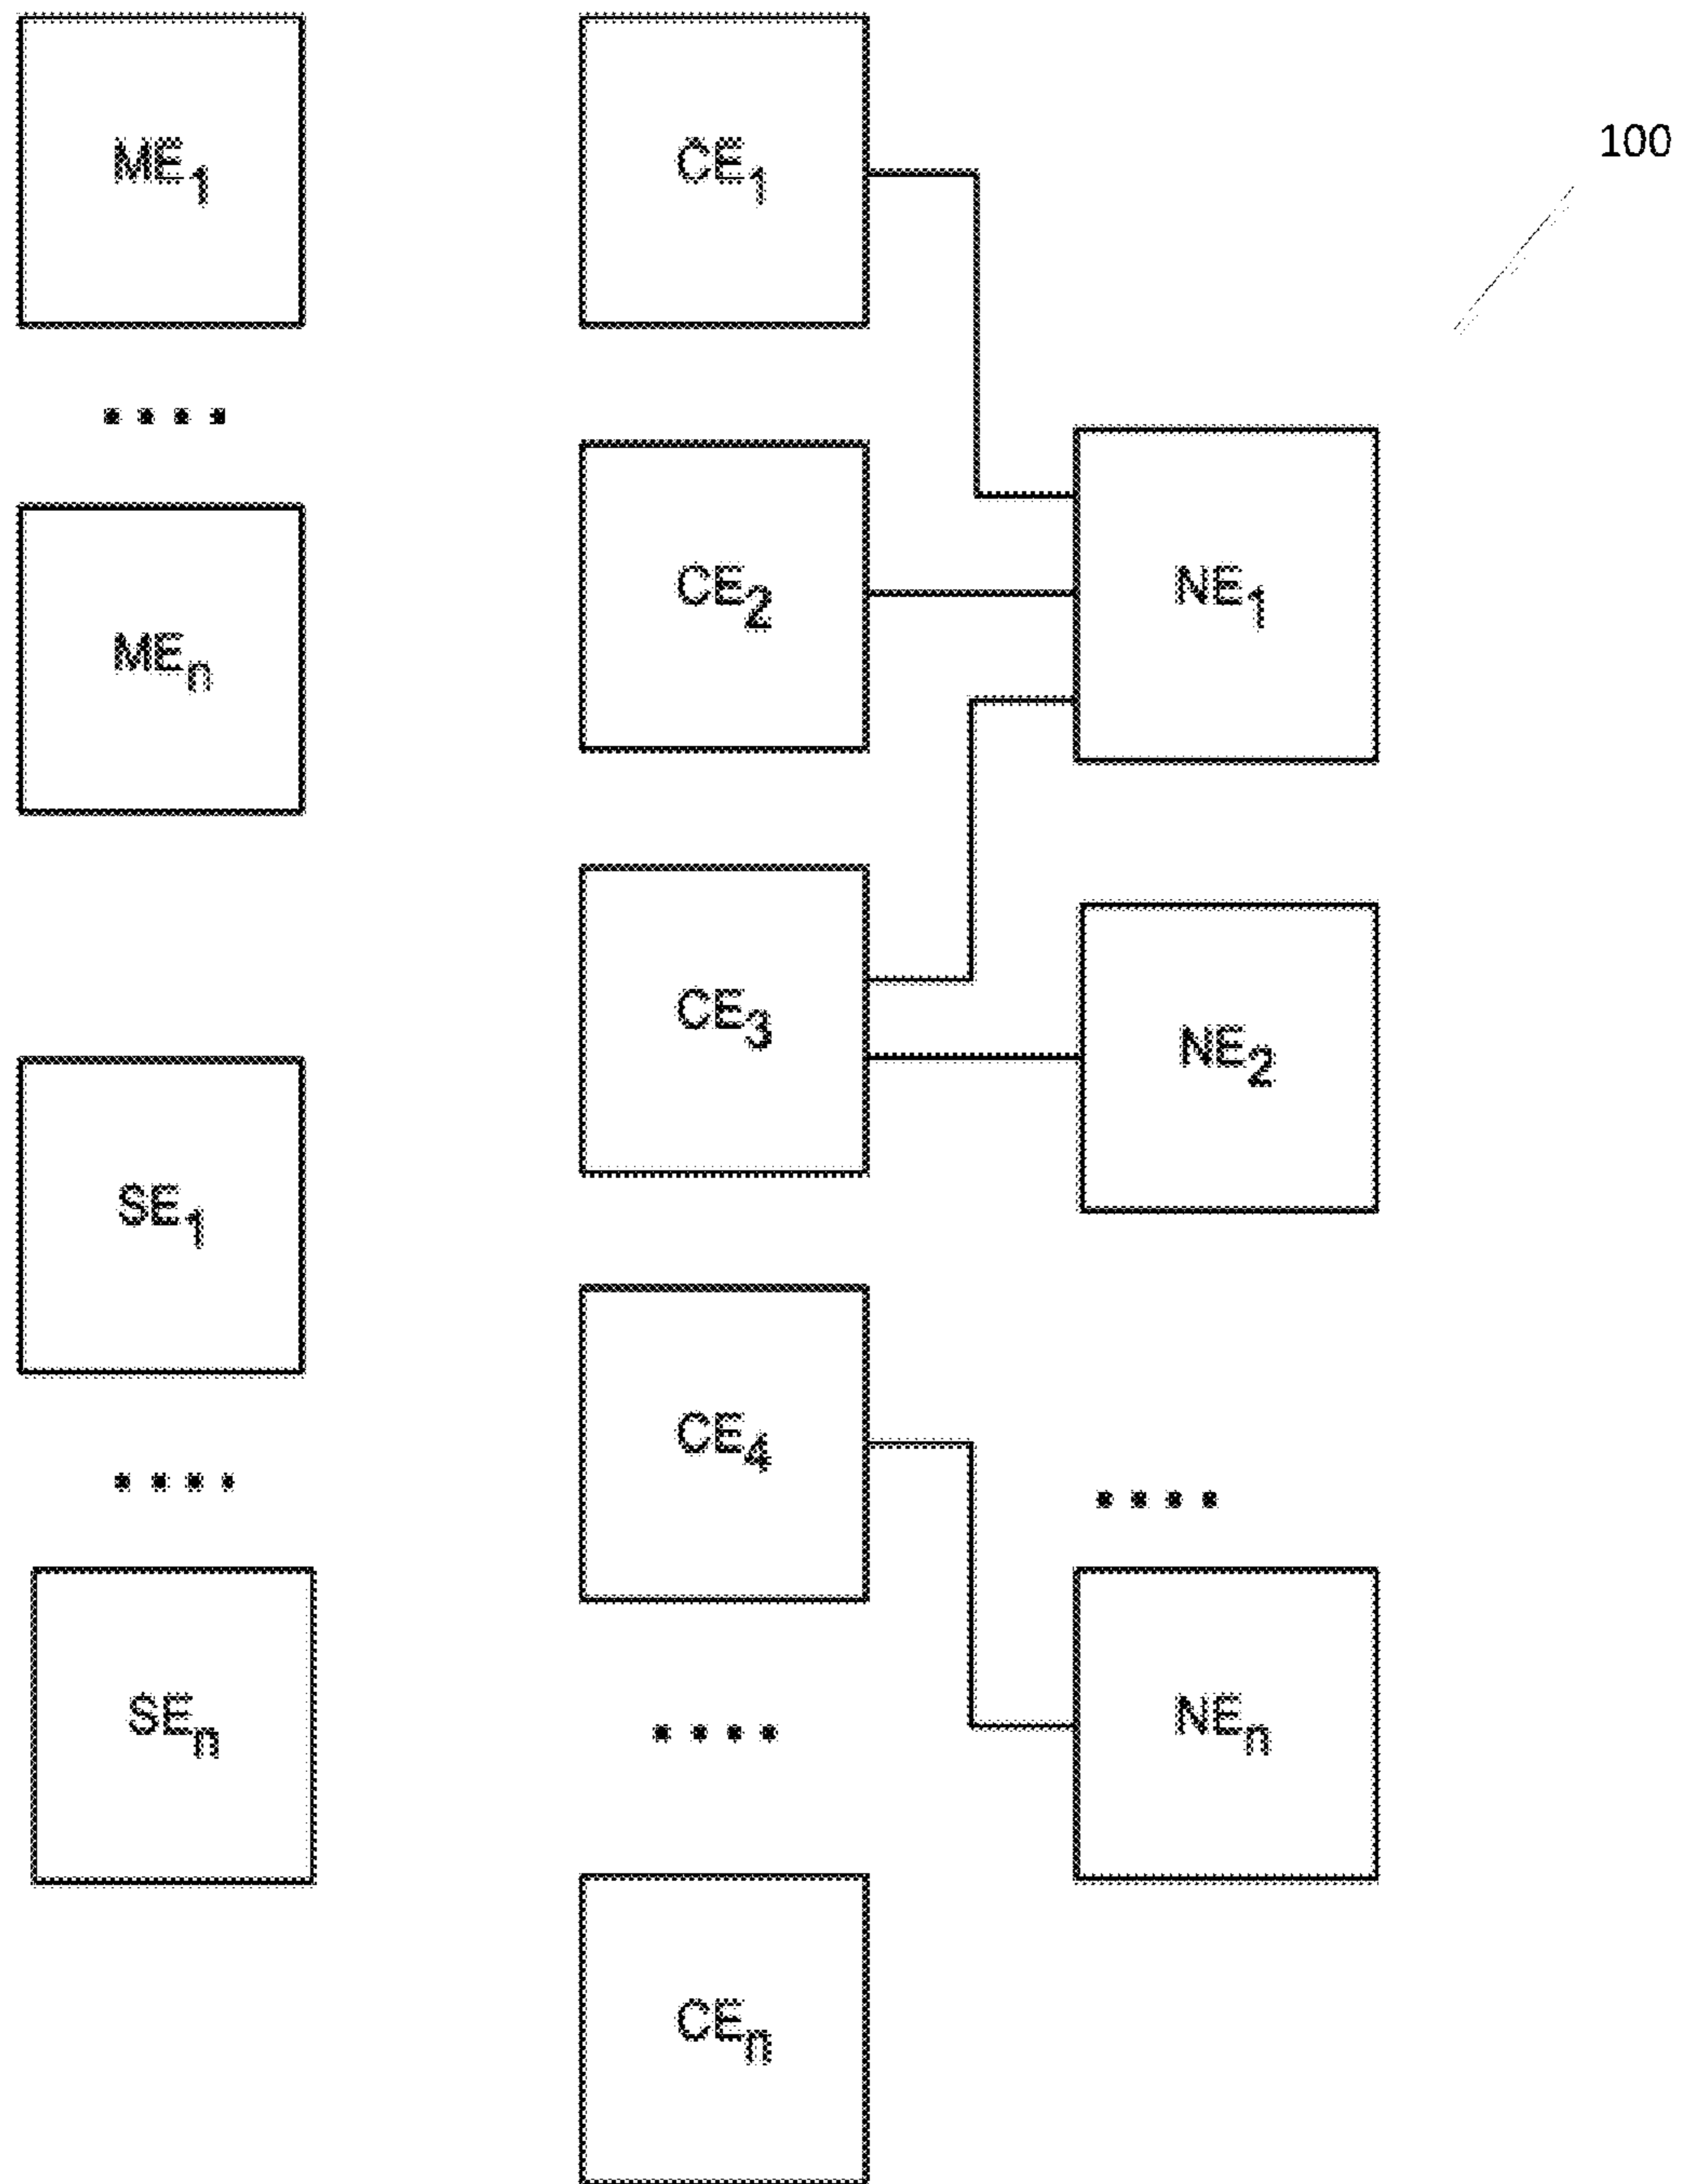 ME1
CE1
100
....
MEn
CE2
NE1
CE3
NE2
SE1
....
CE4
....
SEn
....
NEn
CEn